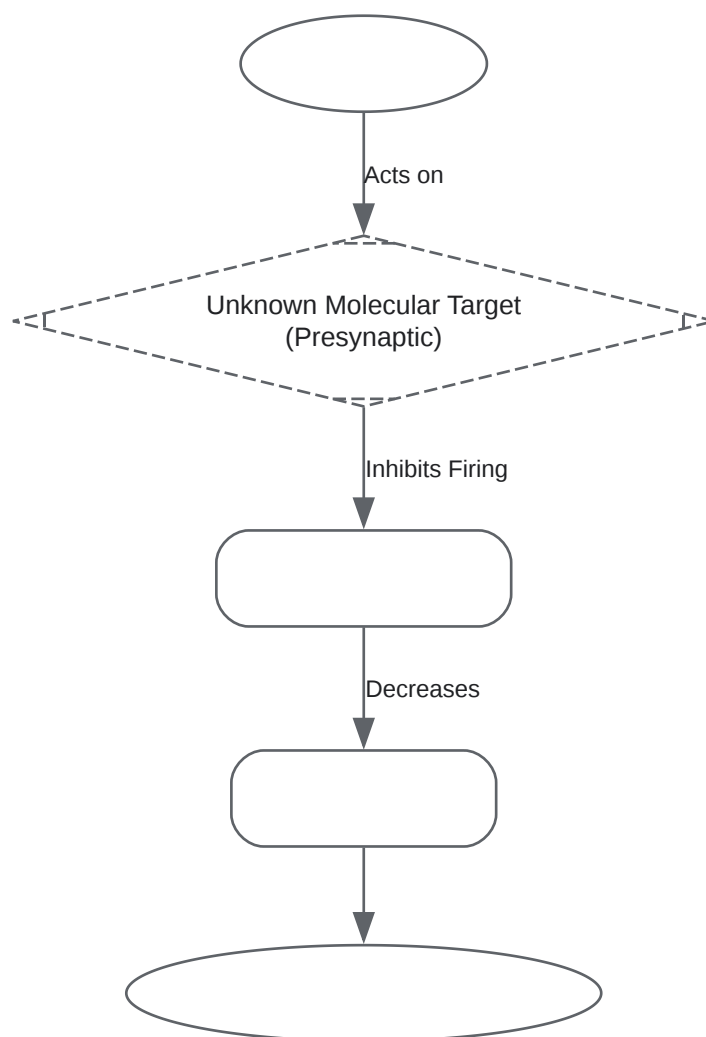 Acts on
Unknown Molecular Target
(Presynaptic)
Inhibits Firing
Decreases